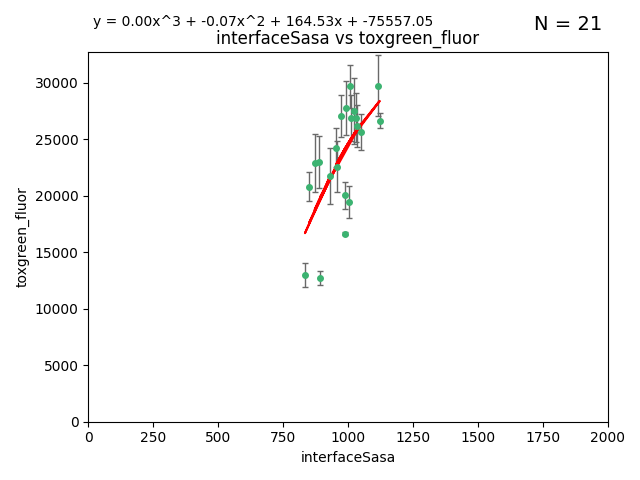 y = 0.00x^3 + -0.07x^2 + 164.53x + -75557.05
N = 21
interfaceSasa vs toxgreen_fluor
30000
25000
20000
15000
10000
5000
0
toxgreen_fluor
0 250 500 750 1000 1250 1500 1750 2000
interfaceSasa